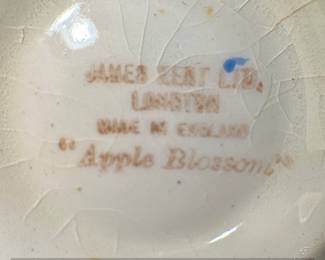 JAMES KENT LTD.
LONGTON
MADE IN ENGLAND
"Apple Blossom"